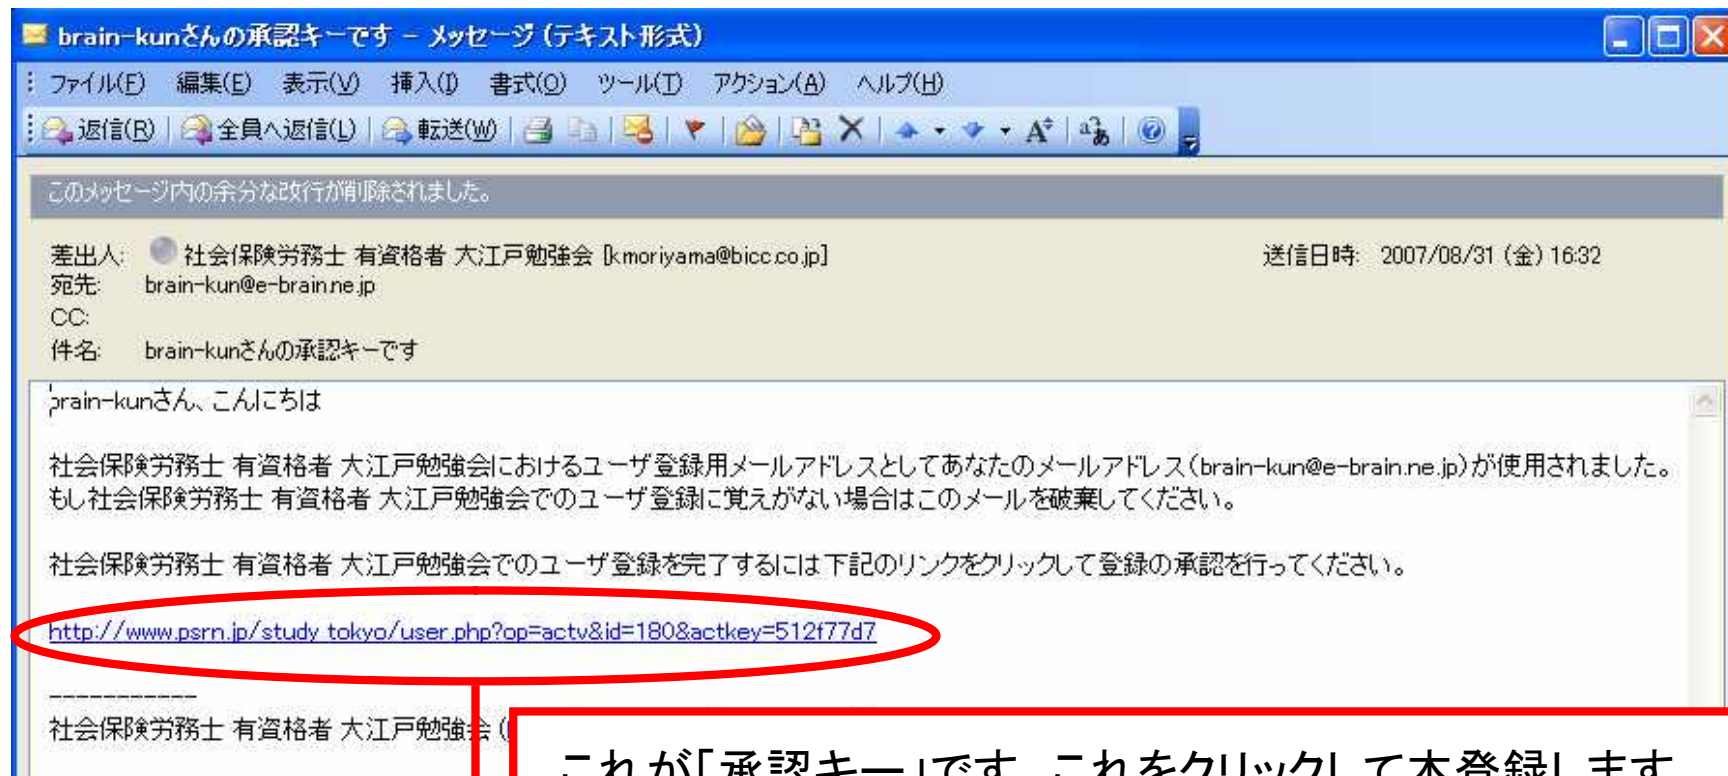 brain-kunさんの承認キーです - メッセージ (テキスト形式)
ファイル(F) 編集(E) 表示(V) 挿入(I) 書式(O) ツール(T) アクション(A) ヘルプ(H)
返信(R) 全員へ返信(L) 転送(W)
このメッセージ内の余分な改行が削除されました。
差出人: 社会保険労務士 有資格者 大江戸勉強会 [kmoriyama@bicc.co.jp] 送信日時: 2007/08/31 (金) 16:32
宛先: brain-kun@e-brain.ne.jp
CC:
件名: brain-kunさんの承認キーです
brain-kunさん、こんにちは
社会保険労務士 有資格者 大江戸勉強会におけるユーザ登録用メールアドレスとしてあなたのメールアドレス(brain-kun@e-brain.ne.jp)が使用されました。
もし社会保険労務士 有資格者 大江戸勉強会でのユーザ登録に覚えがない場合はこのメールを破棄してください。
社会保険労務士 有資格者 大江戸勉強会でのユーザ登録を完了するには下記のリンクをクリックして登録の承認を行ってください。
http://www.psrn.jp/study_tokyo/user.php?op=actv&id=180&actkey=512f77d7
-----------
社会保険労務士 有資格者 大江戸勉強会 (
これが「承認キー」です。これをクリックして本登録します